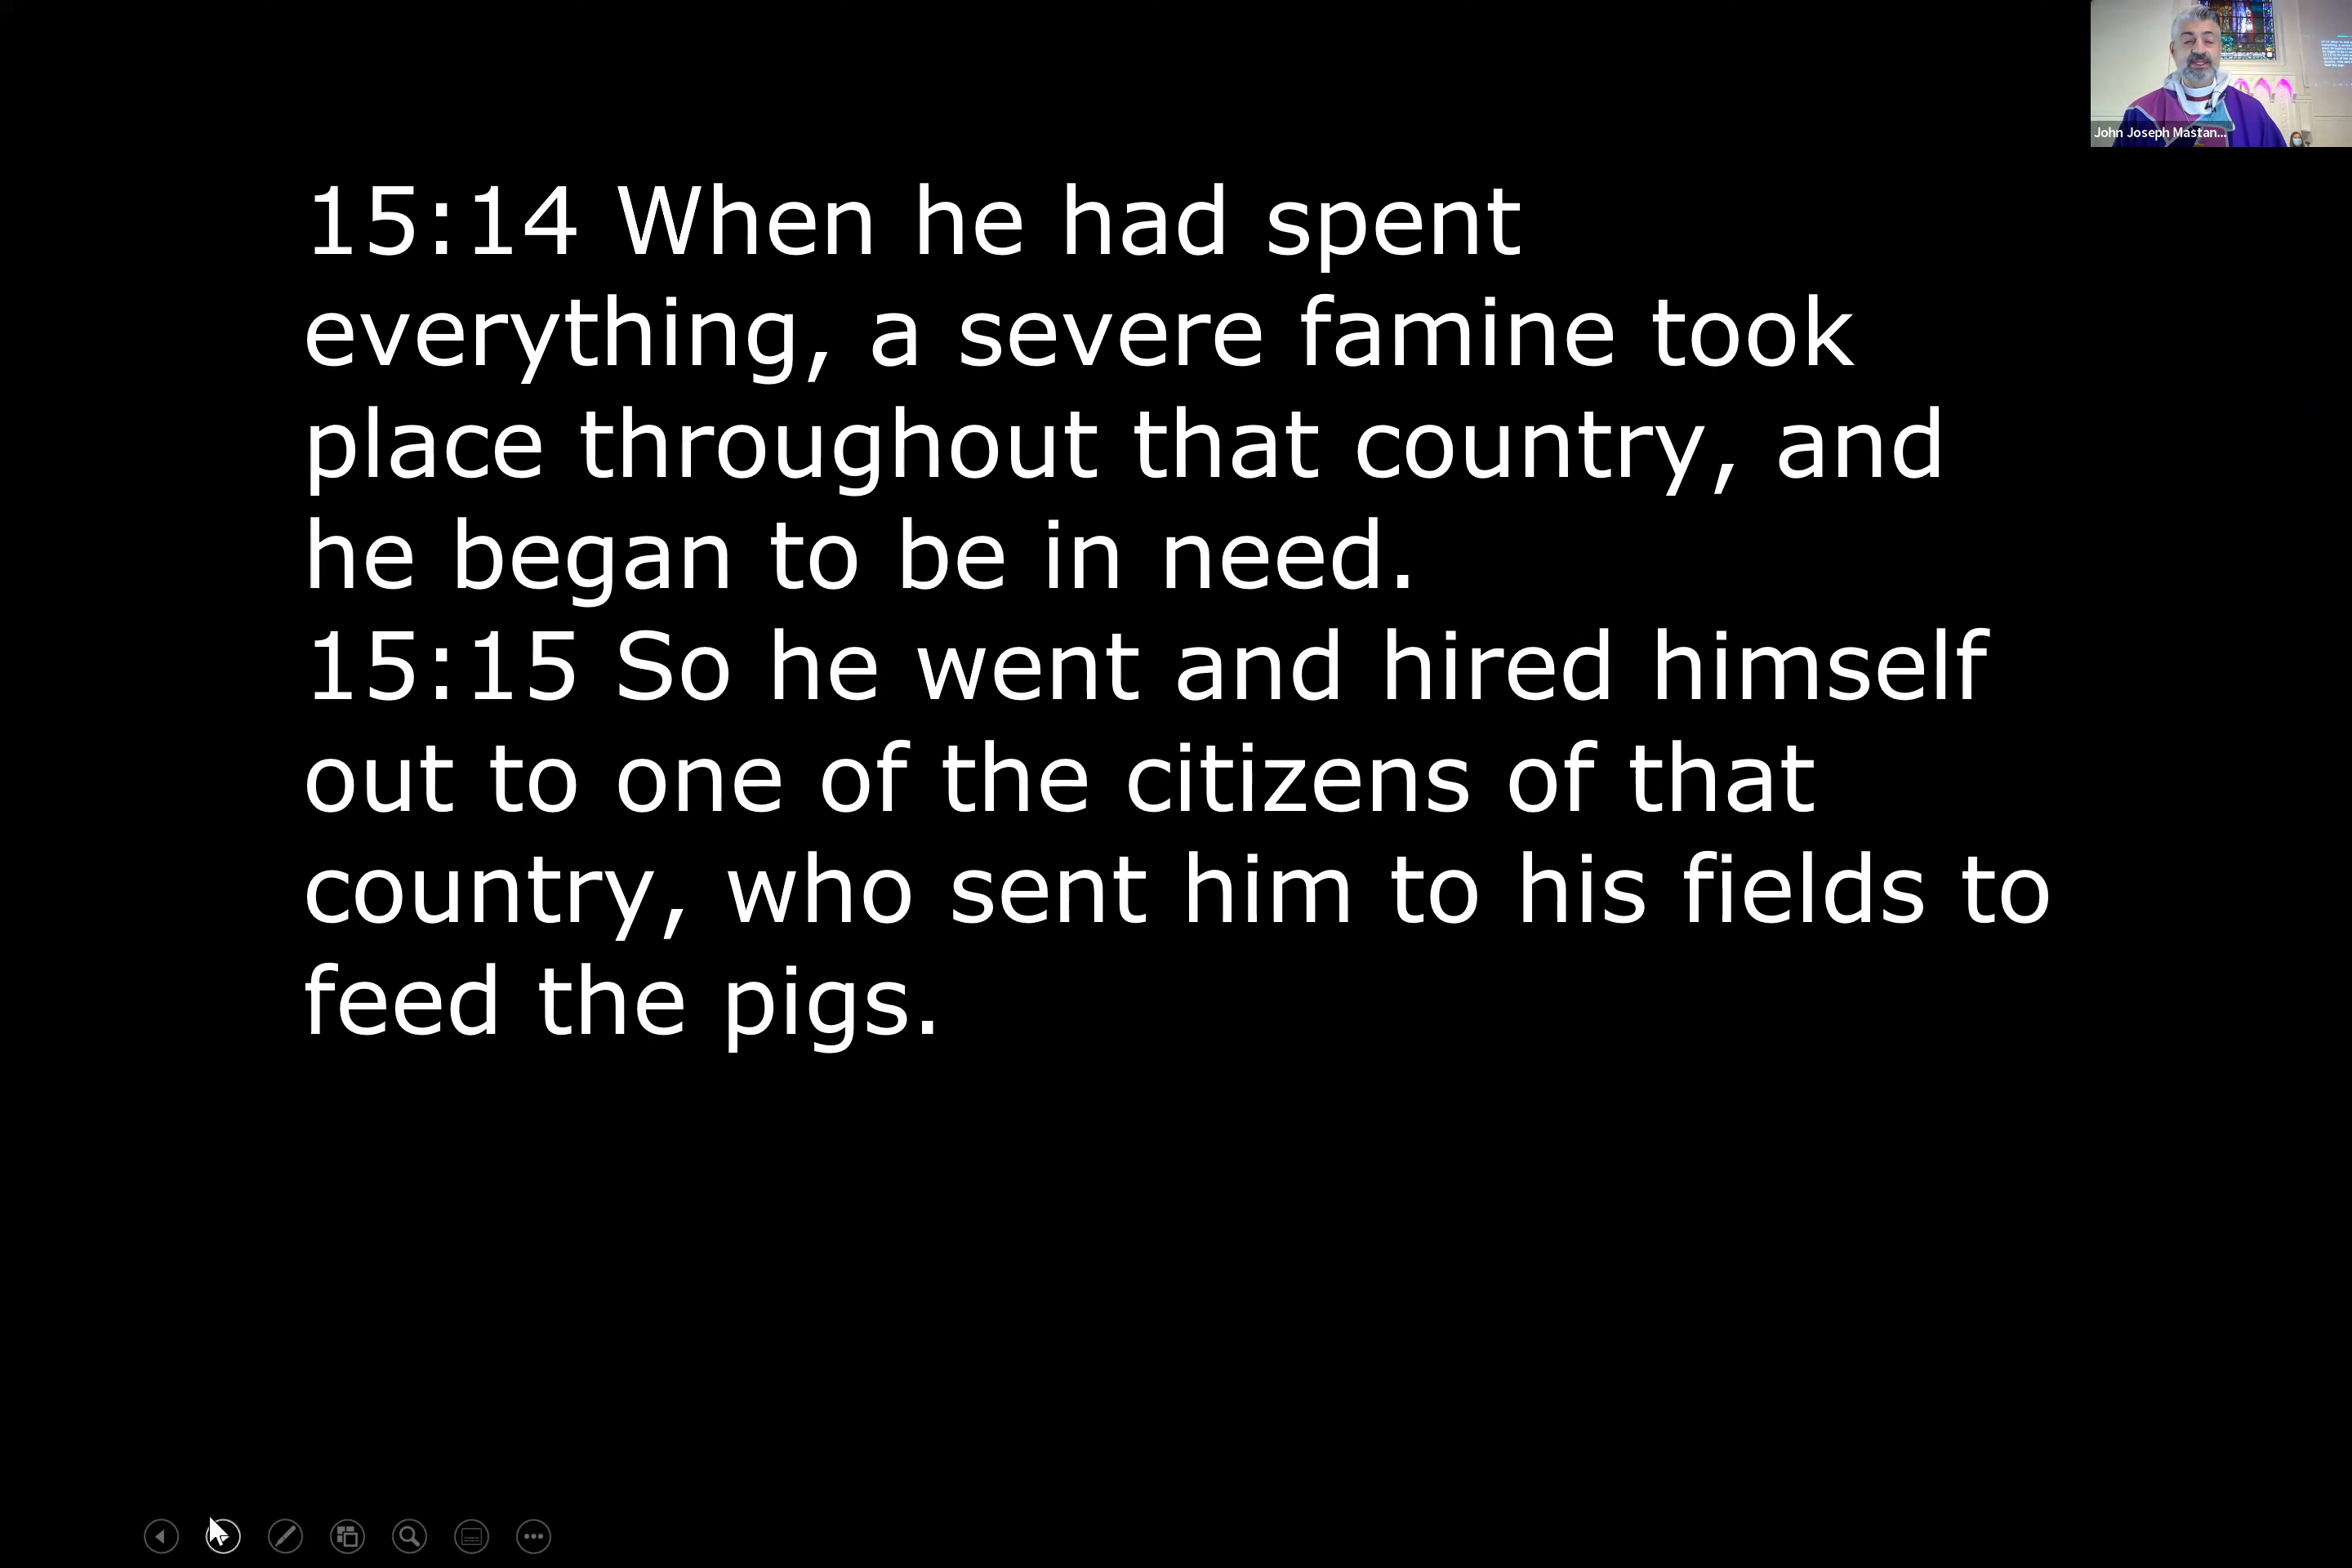 John Joseph Mastan...
15:14 When he had spent
everything, a severe famine took
place throughout that country, and
he began to be in need.
15:15 So he went and hired himself
out to one of the citizens of that
country, who sent him to his fields to
feed the pigs.